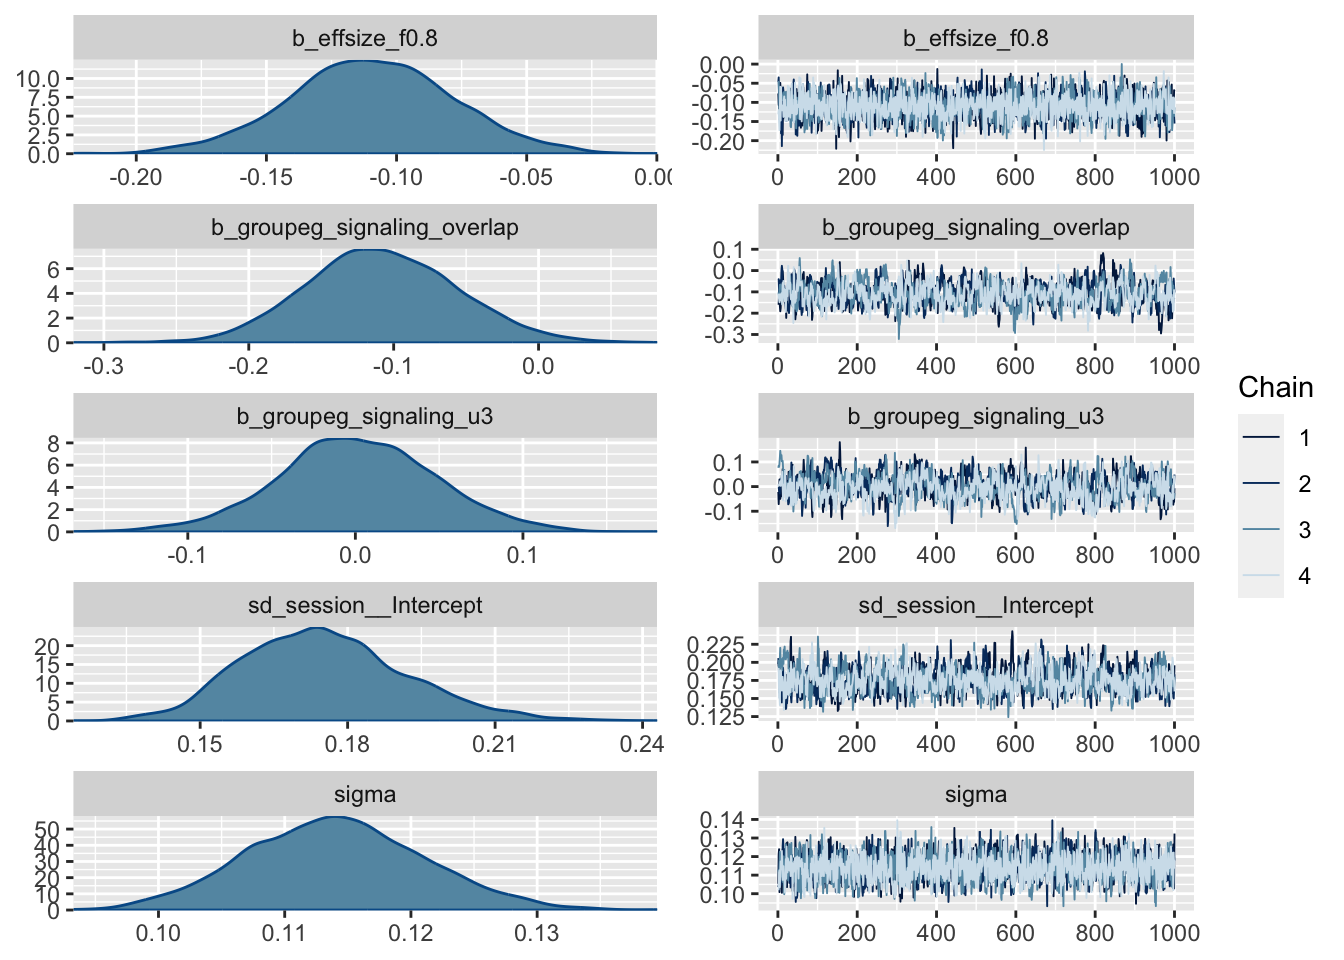 b_effsize_f0.8
10.0
7.5
5.0
2.5
0.0
-0.20 -0.15 -0.10 -0.05 0.00
b_effsize_f0.8
0.00
-0.05
-0.10
-0.15
-0.20
0 200 400 600 800 1000
b_groupeg_signaling_overlap
6
4
2
0
-0.3 -0.2 -0.1 0.0
b_groupeg_signaling_overlap
0.1
0.0
-0.1
-0.2
-0.3
0 200 400 600 800 1000
b_groupeg_signaling_u3
8
6
4
2
0
-0.1 0.0 0.1
b_groupeg_signaling_u3
0.1
0.0
-0.1
0 200 400 600 800 1000
sd_session__Intercept
20
15
10
5
0
0.15 0.18 0.21 0.24
sd_session__Intercept
0.225
0.200
0.175
0.150
0.125
0 200 400 600 800 1000
sigma
50
40
30
20
10
0
0.10 0.11 0.12 0.13
sigma
0.14
0.13
0.12
0.11
0.10
0 200 400 600 800 1000
Chain
1
2
3
4